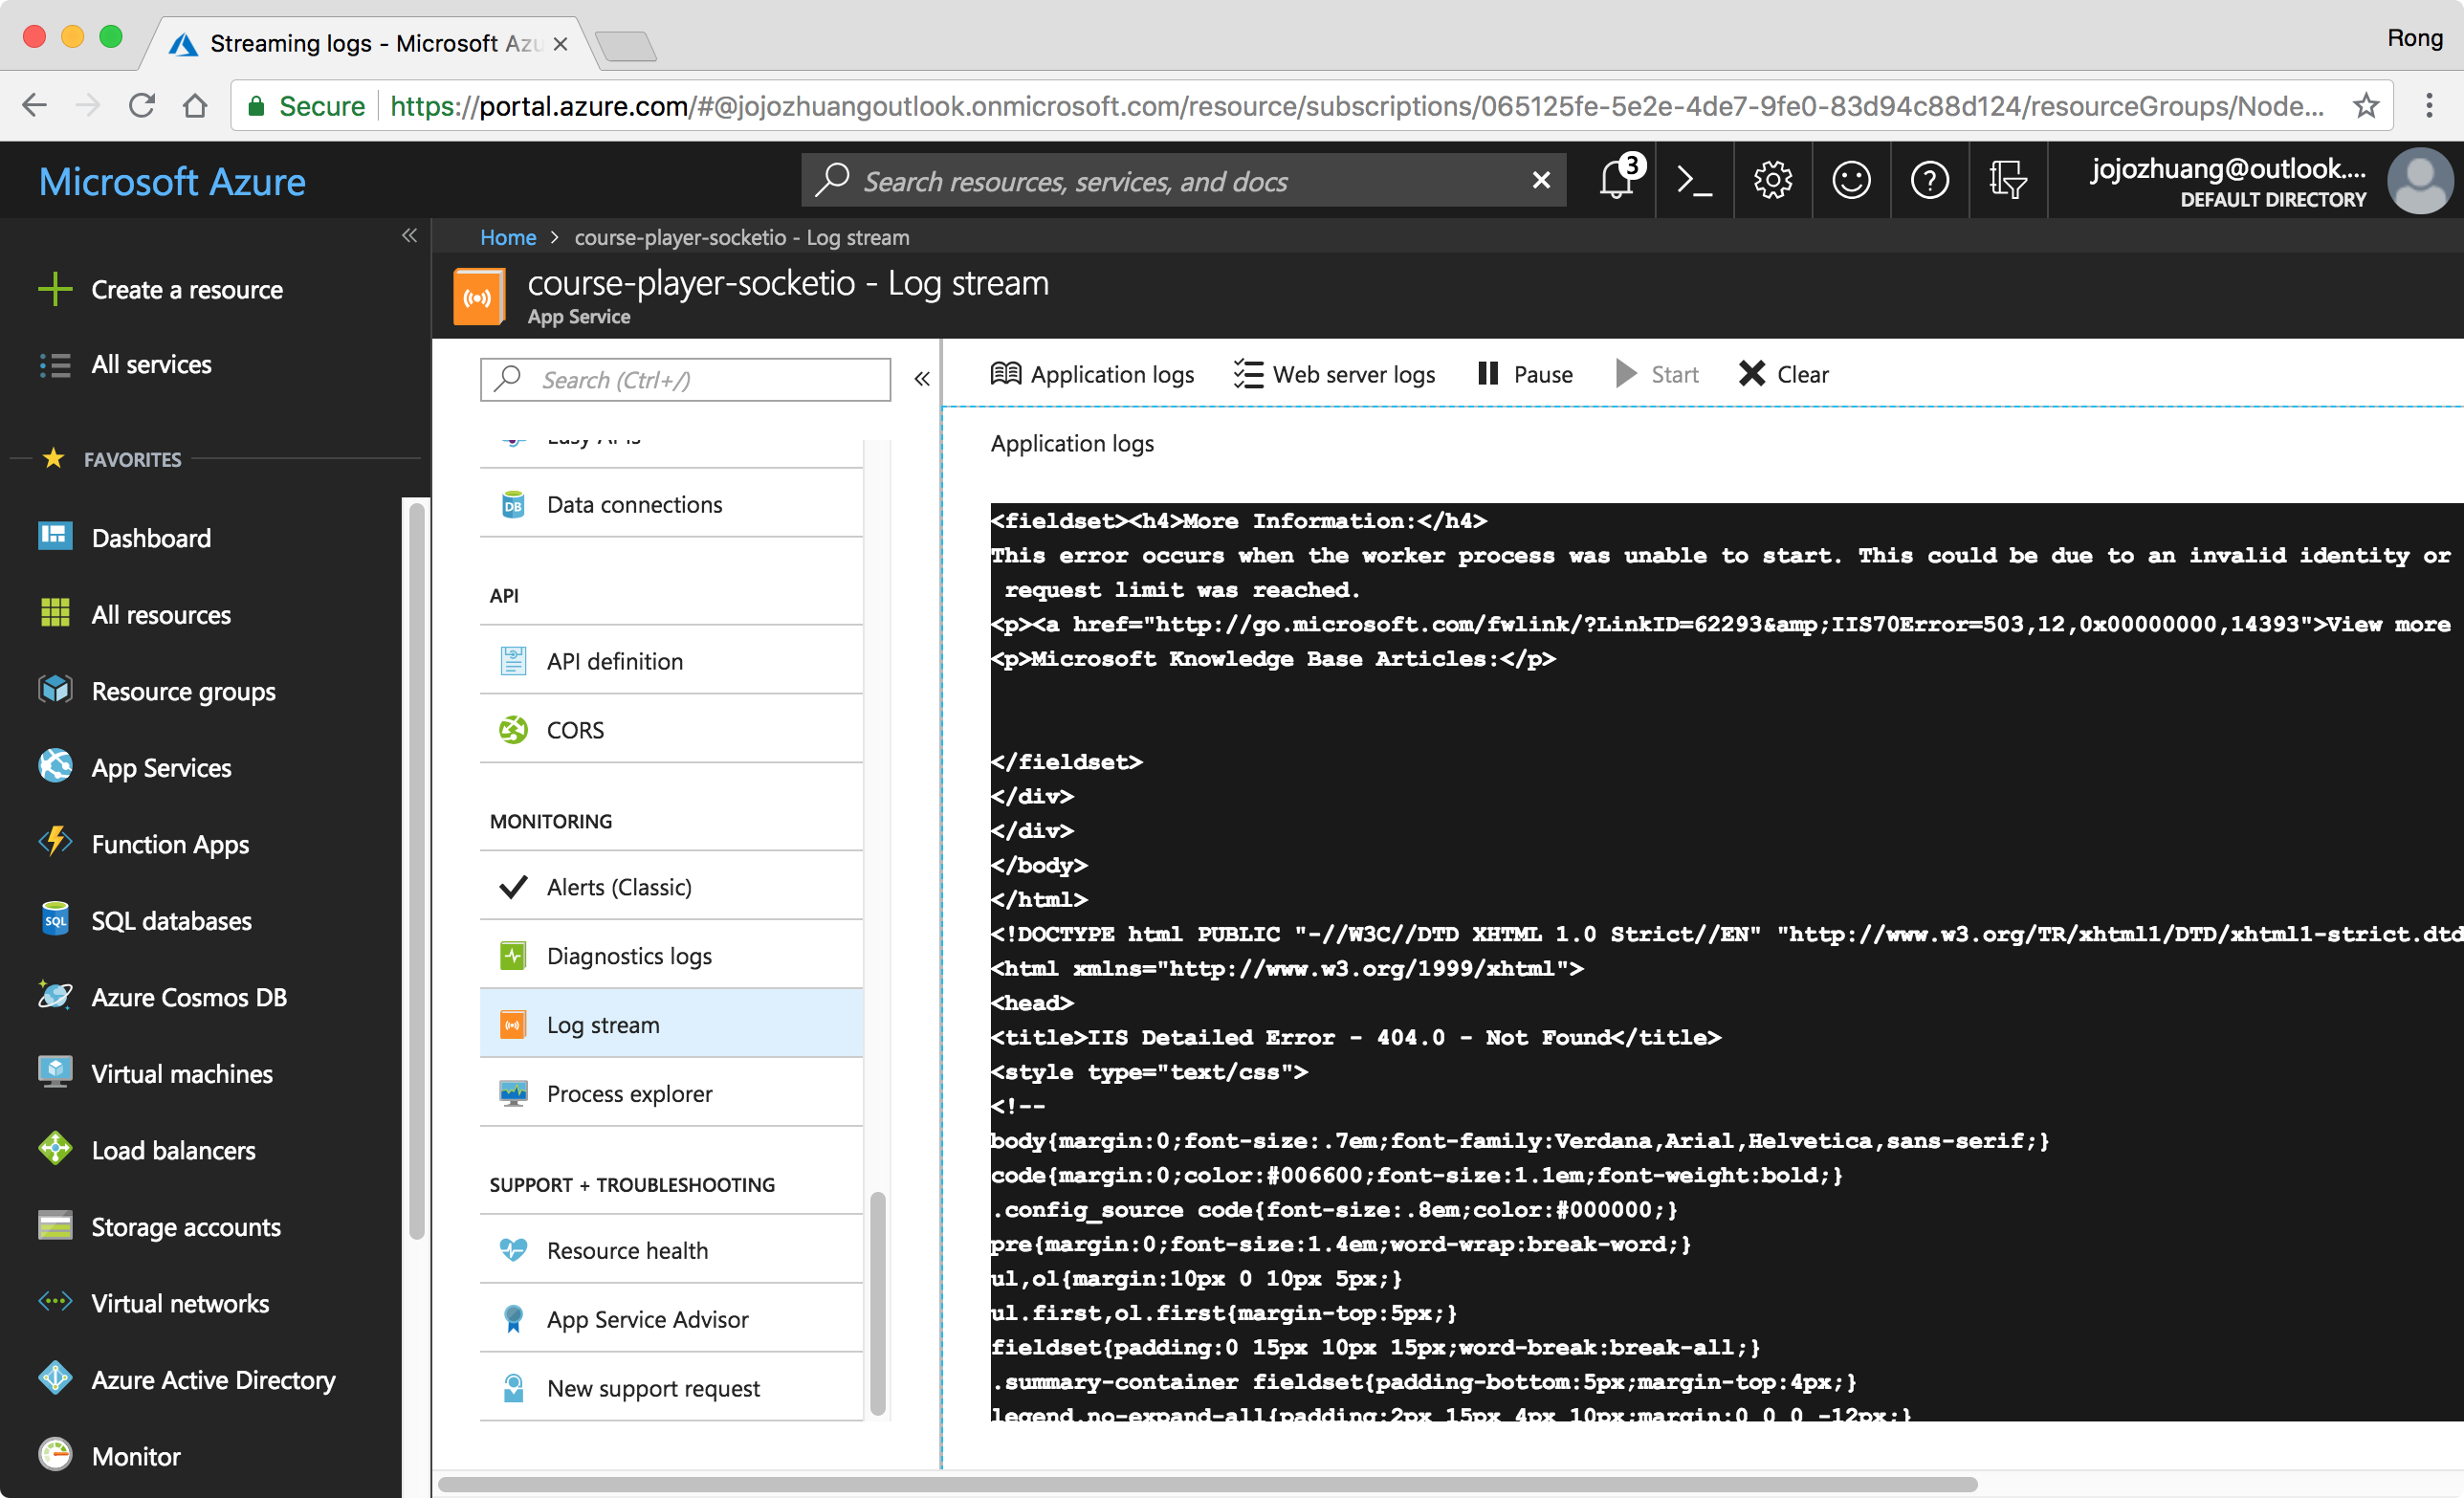 Streaming logs - Microsoft Azu
Rong
Secure
https://portal.azure.com/#@jojozhuangoutlook.onmicrosoft.com/resource/subscriptions/065125fe-5e2e-4de7-9fe0-83d94c88d124/resourceGroups/Node...
Microsoft Azure
Search resources, services, and docs
3
jojozhuang@outlook....
DEFAULT DIRECTORY
Home > course-player-socketio - Log stream
course-player-socketio - Log stream
App Service
Create a resource
All services
FAVORITES
Dashboard
All resources
Resource groups
App Services
Function Apps
SQL databases
Azure Cosmos DB
Virtual machines
Load balancers
Storage accounts
Virtual networks
Azure Active Directory
Monitor
Search (Ctrl+/)
Easy APIs
Data connections
API
API definition
CORS
MONITORING
Alerts (Classic)
Diagnostics logs
Log stream
Process explorer
SUPPORT + TROUBLESHOOTING
Resource health
App Service Advisor
New support request
Application logs
Web server logs
Pause
Start
Clear
Application logs
<fieldset><h4>More Information:</h4>
This error occurs when the worker process was unable to start. This could be due to an invalid identity or
request limit was reached.
<p><a href="http://go.microsoft.com/fwlink/?LinkID=62293&amp;IIS70Error=503,12,0x00000000,14393">View more
<p>Microsoft Knowledge Base Articles:</p>
</fieldset>
</div>
</div>
</body>
</html>
<!DOCTYPE html PUBLIC "-//W3C//DTD XHTML 1.0 Strict//EN" "http://www.w3.org/TR/xhtml1/DTD/xhtml1-strict.dtd
<html xmlns="http://www.w3.org/1999/xhtml">
<head>
<title>IIS Detailed Error - 404.0 - Not Found</title>
<style type="text/css">
<!--
body{margin:0;font-size:.7em;font-family:Verdana,Arial,Helvetica,sans-serif;}
code{margin:0;color:#006600;font-size:1.1em;font-weight:bold;}
.config_source code{font-size:.8em;color:#000000;}
pre{margin:0;font-size:1.4em;word-wrap:break-word;}
ul,ol{margin:10px 0 10px 5px;}
ul.first,ol.first{margin-top:5px;}
fieldset{padding:0 15px 10px 15px;word-break:break-all;}
.summary-container fieldset{padding-bottom:5px;margin-top:4px;}
legend.no-expand-all{padding:2px 15px 4px 10px;margin:0 0 0 -12px;}